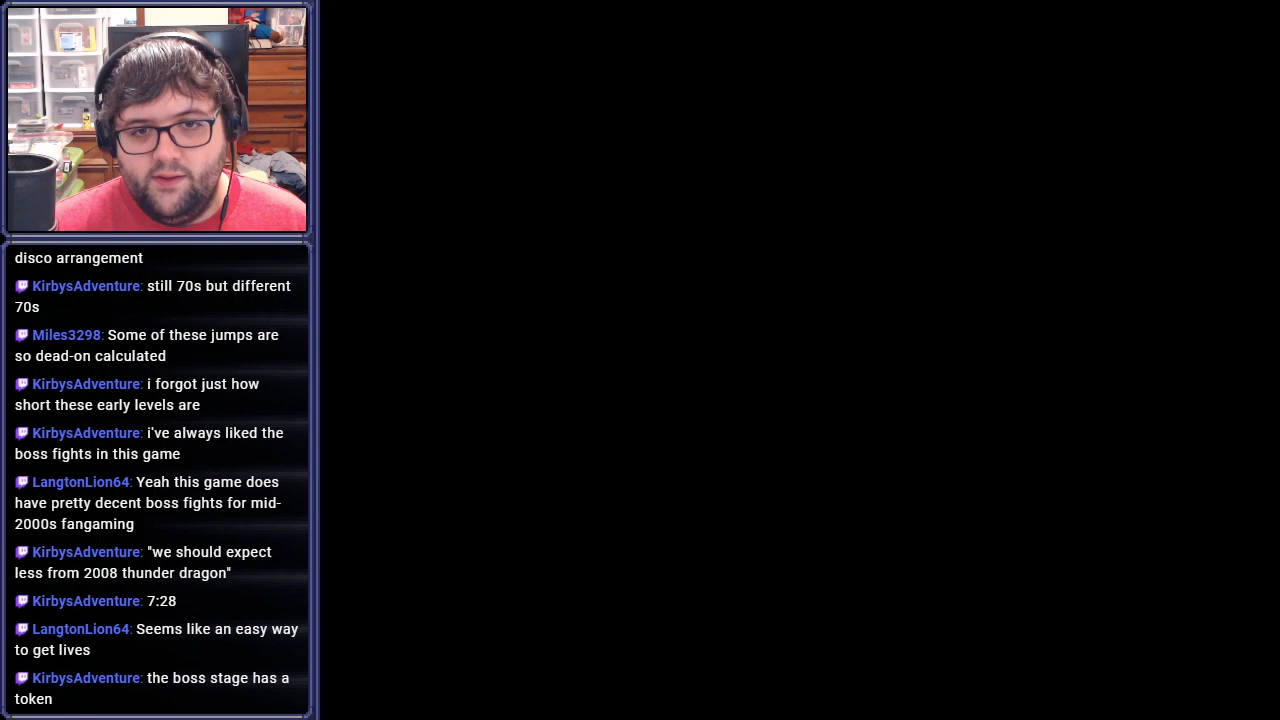 disco arrangement
KirbysAdventure: still 70s but different
70s
Miles3298: Some of these jumps are
so dead-on calculated
KirbysAdventure: i forgot just how
short these early levels are
KirbysAdventure: i've always liked the
boss fights in this game
LangtonLion64: Yeah this game does
have pretty decent boss fights for mid-
2000s fangaming
KirbysAdventure: "we should expect
less from 2008 thunder dragon"
KirbysAdventure: 7:28
LangtonLion64: Seems like an easy way
to get lives
KirbysAdventure: the boss stage has a
token